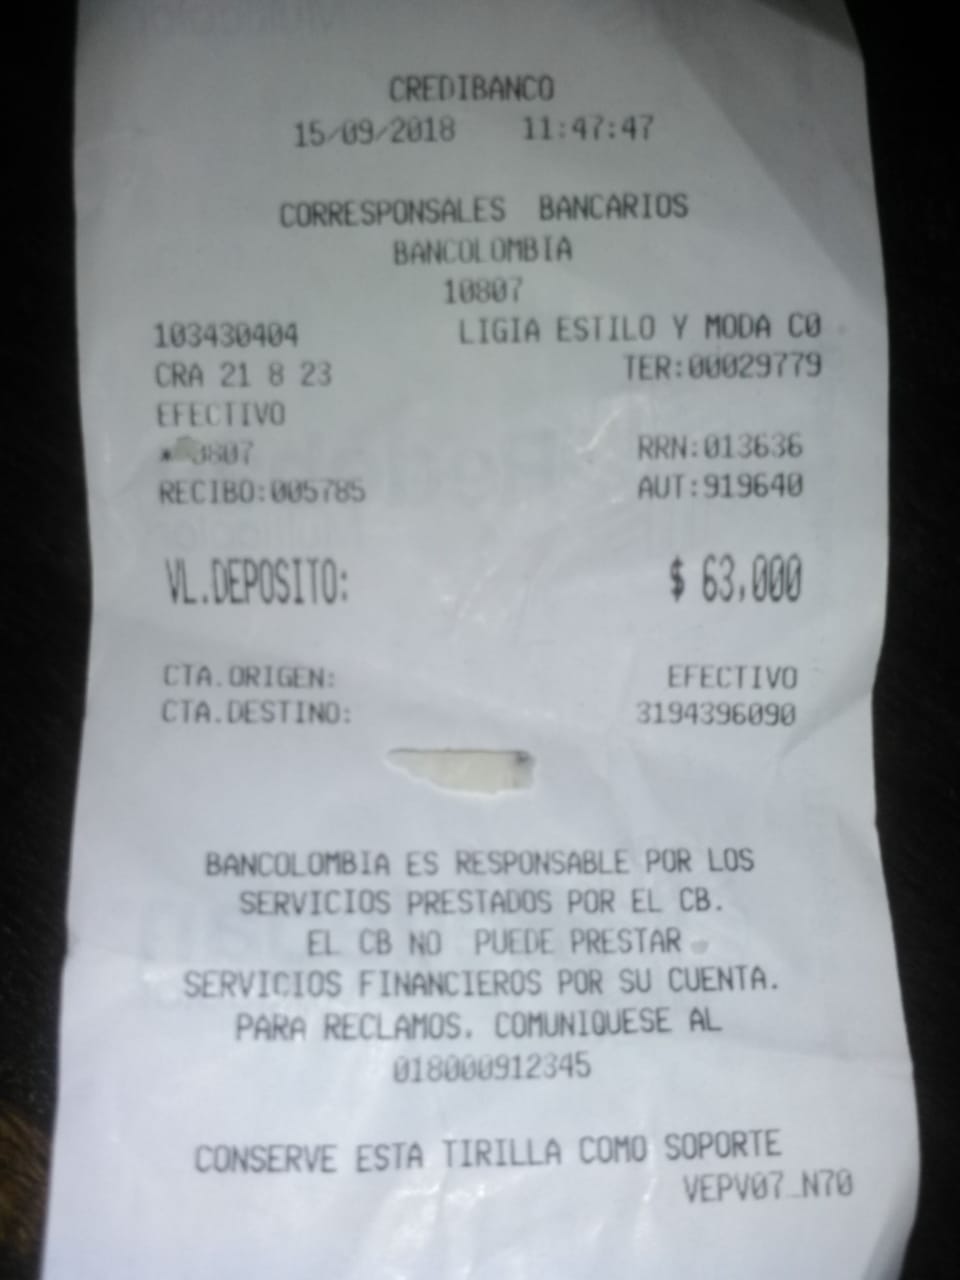 CREDIBANCO
15/09/2018 11:47:47
CORRESPONSALES BANCARIOS
BANCOLOMBIA
10807
103430404 LIGIA ESTILO Y MODA C0
CRA 21 8 23 TER:00029779
EFECTIVO
RRN:013636
RECIBO:005785 AUT:919640
VL.DEPOSITO: $ 63,000
CTA.ORIGEN: EFECTIVO
CTA.DESTINO: 3194396090
BANCOLOMBIA ES RESPONSABLE POR LOS
SERVICIOS PRESTADOS POR EL CB.
EL CB NO PUEDE PRESTAR
SERVICIOS FINANCIEROS POR SU CUENTA.
PARA RECLAMOS. COMUNIQUESE AL
018000912345
CONSERVE ESTA TIRILLA COMO SOPORTE
VEPV07_N70